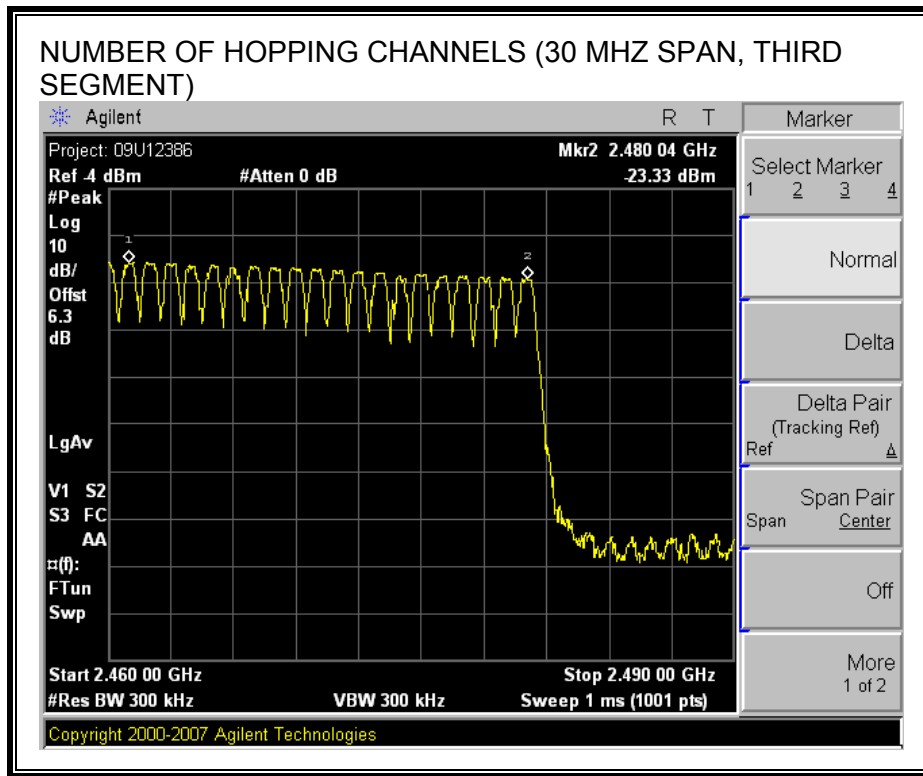 NUMBER OF HOPPING CHANNELS (30 MHZ SPAN, THIRD
SEGMENT)
Agilent R T
Project: 09U12386 Mkr2 2.480 04 GHz
Ref -4 dBm #Atten 0 dB -23.33 dBm
#Peak
Log
10
dB/
Offst
6.3
dB
LgAv
V1 S2
S3 FC
AA
¤(f):
FTun
Swp
1
2
Start 2.460 00 GHz Stop 2.490 00 GHz
#Res BW 300 kHz VBW 300 kHz Sweep 1 ms (1001 pts)
Copyright 2000-2007 Agilent Technologies
Marker
Select Marker
1 2 3 4
Normal
Delta
Delta Pair
(Tracking Ref)
Ref Δ
Span Pair
Span Center
Off
More
1 of 2